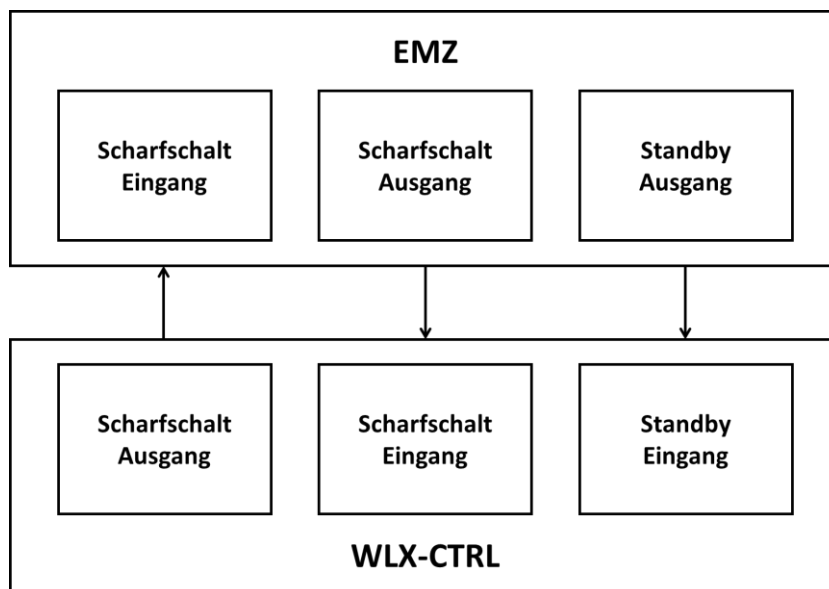 EMZ
Scharfschalt
Eingang
Scharfschalt
Ausgang
Standby
Ausgang
Scharfschalt
Ausgang
Scharfschalt
Eingang
Standby
Eingang
WLX-CTRL